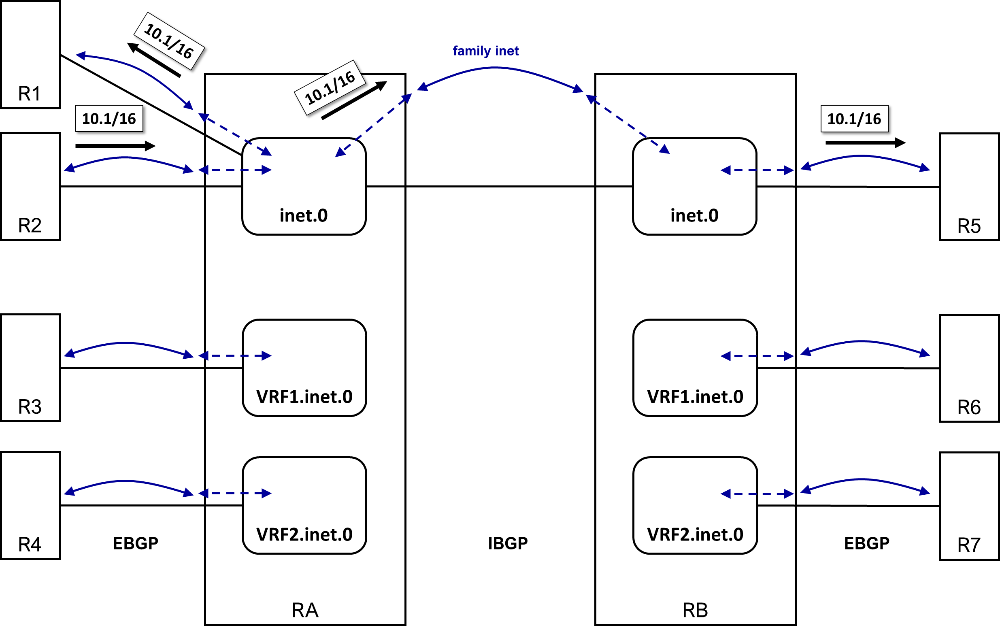 10.1/16
family inet
10.1/16
R1
10.1/16
10.1/16
inet.0
inet.0
R2
R5
VRF1.inet.0
VRF1.inet.0
R3
R6
VRF2.inet.0
VRF2.inet.0
R4
EBGP
IBGP
EBGP
R7
RA
RB